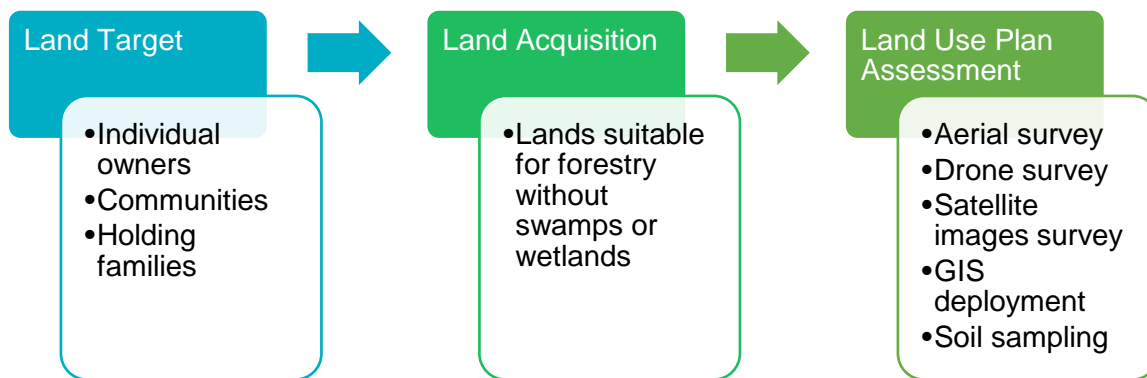 Land Target
•Individual
owners
•Communities
•Holding
families
Land Acquisition
•Lands suitable
for forestry
without
swamps or
wetlands
Land Use Plan
Assessment
•Aerial survey
•Drone survey
•Satellite
images survey
•GIS
deployment
•Soil sampling